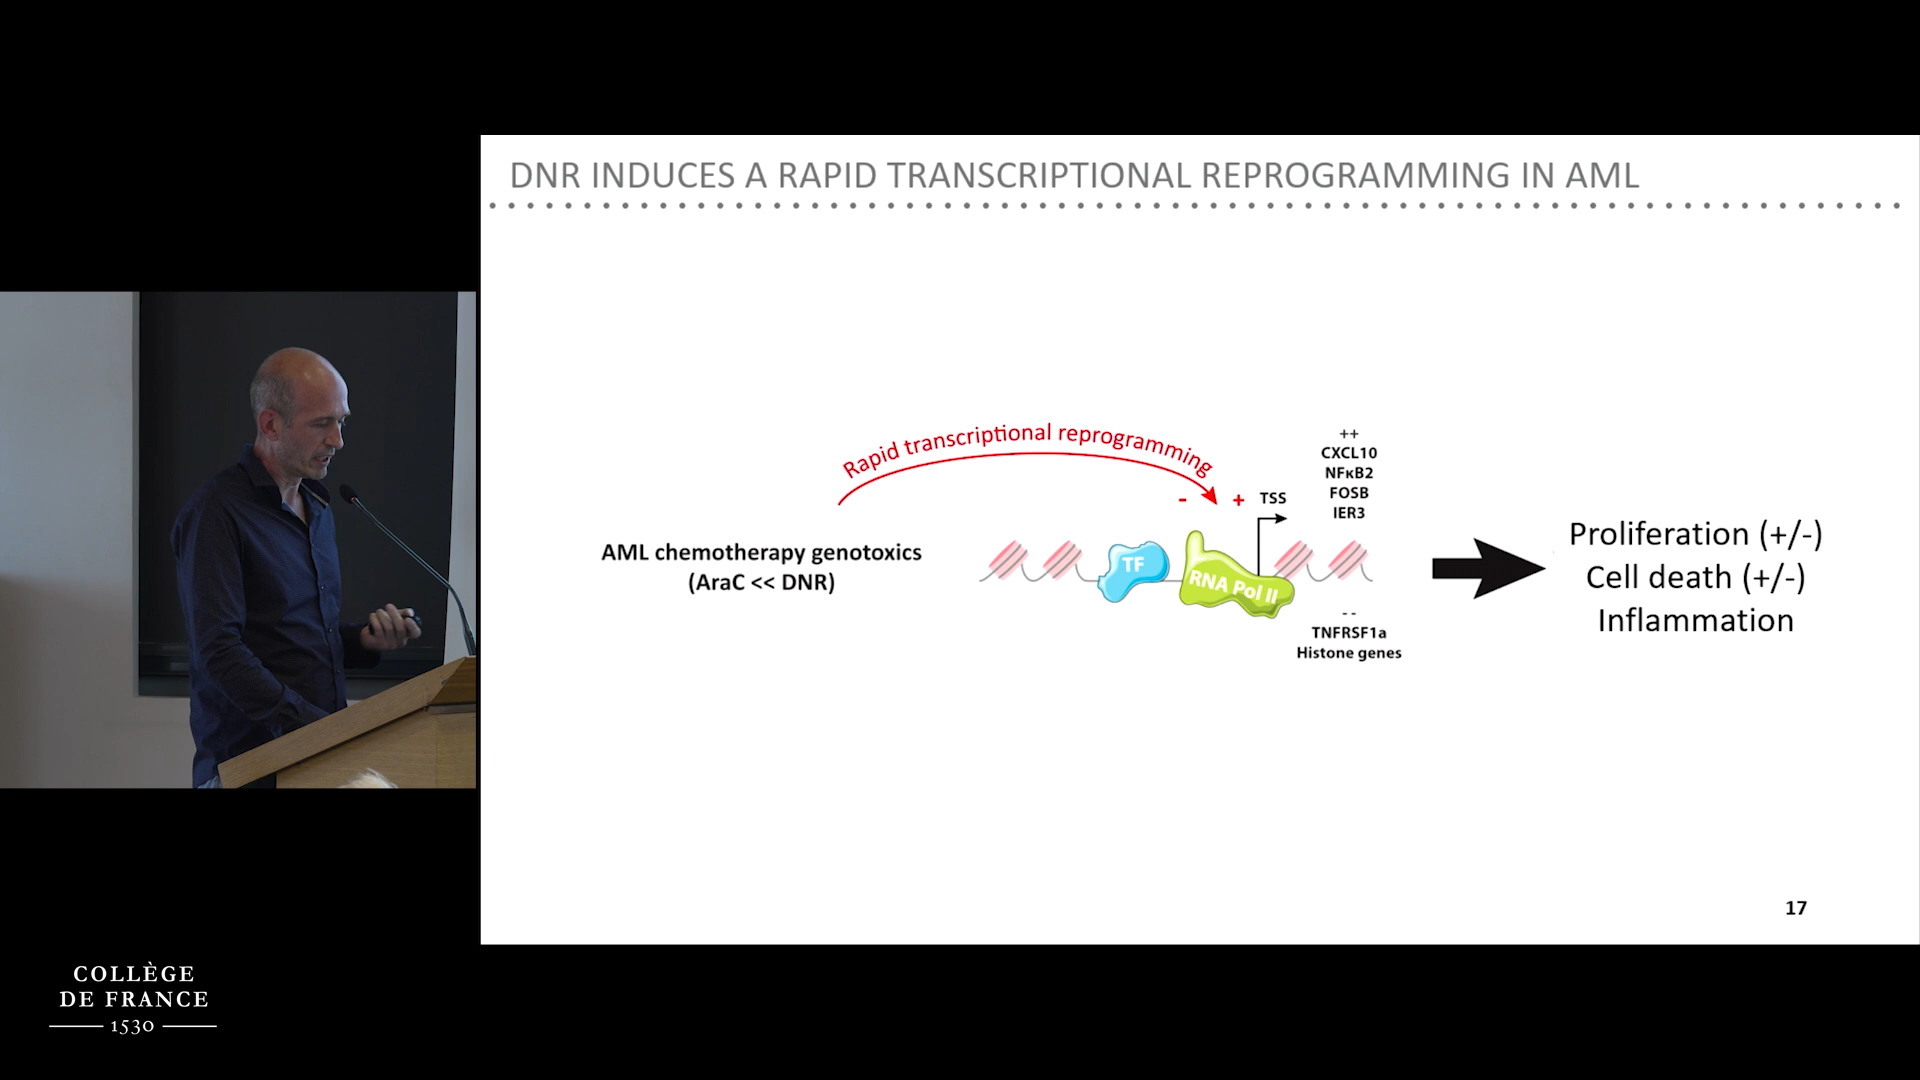 DNR INDUCES A RAPID TRANSCRIPTIONAL REPROGRAMMING IN AML
Rapid transcriptional reprogramming
- +
TSS
++
CXCL10
NFκB2
FOSB
IER3
AML chemotherapy genotoxics
(AraC << DNR)
TF
RNA Pol II
--
TNFRSF1a
Histone genes
Proliferation (+/-)
Cell death (+/-)
Inflammation
17
COLLÈGE
DE FRANCE
1530